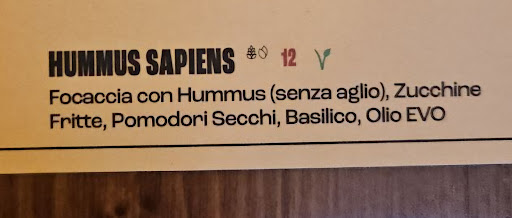 HUMMUS SAPIENS 12
Focaccia con Hummus (senza aglio), Zucchine
Fritte, Pomodori Secchi, Basilico, Olio EVO